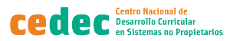 cedec
Centro Nacional de
Desarrollo Curricular
en Sistemas no Propietarios